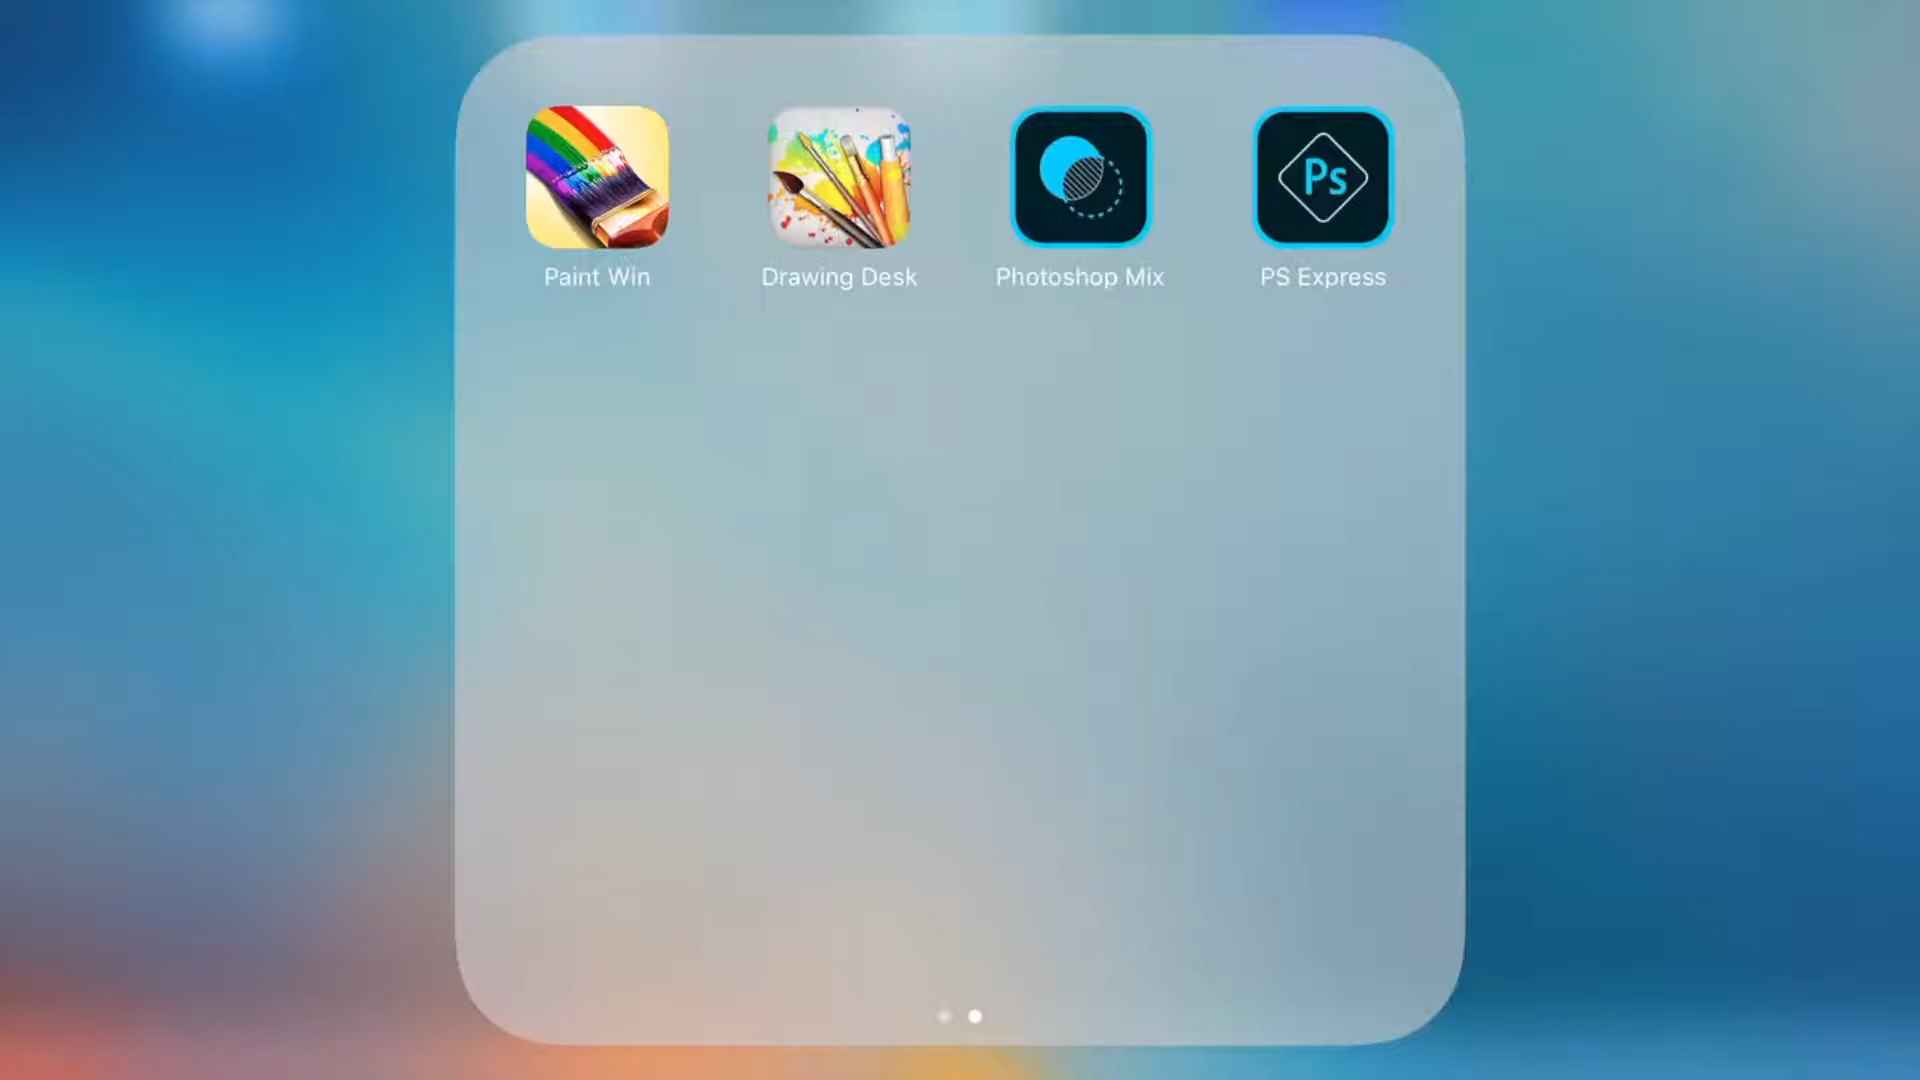 Ps
Paint Win
Drawing Desk
Photoshop Mix
PS Express